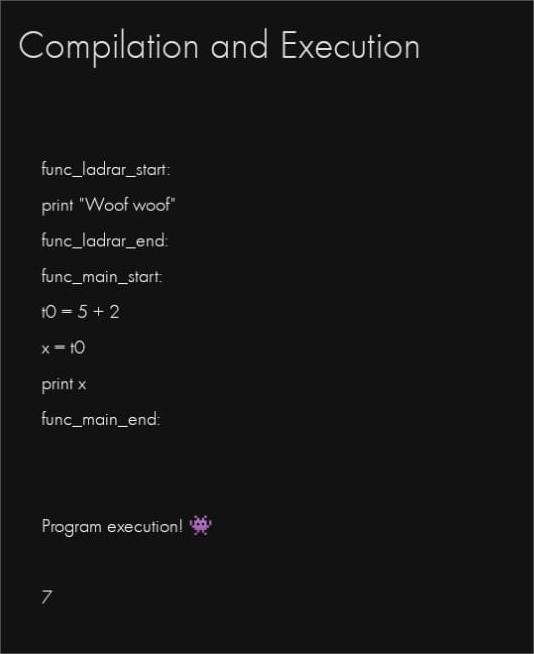 Compilation and Execution
func_ladrar_start:
print "Woof woof"
func_ladrar_end:
func_main_start:
t0 = 5 + 2
x = t0
print x
func_main_end:
Program execution! 👾
7